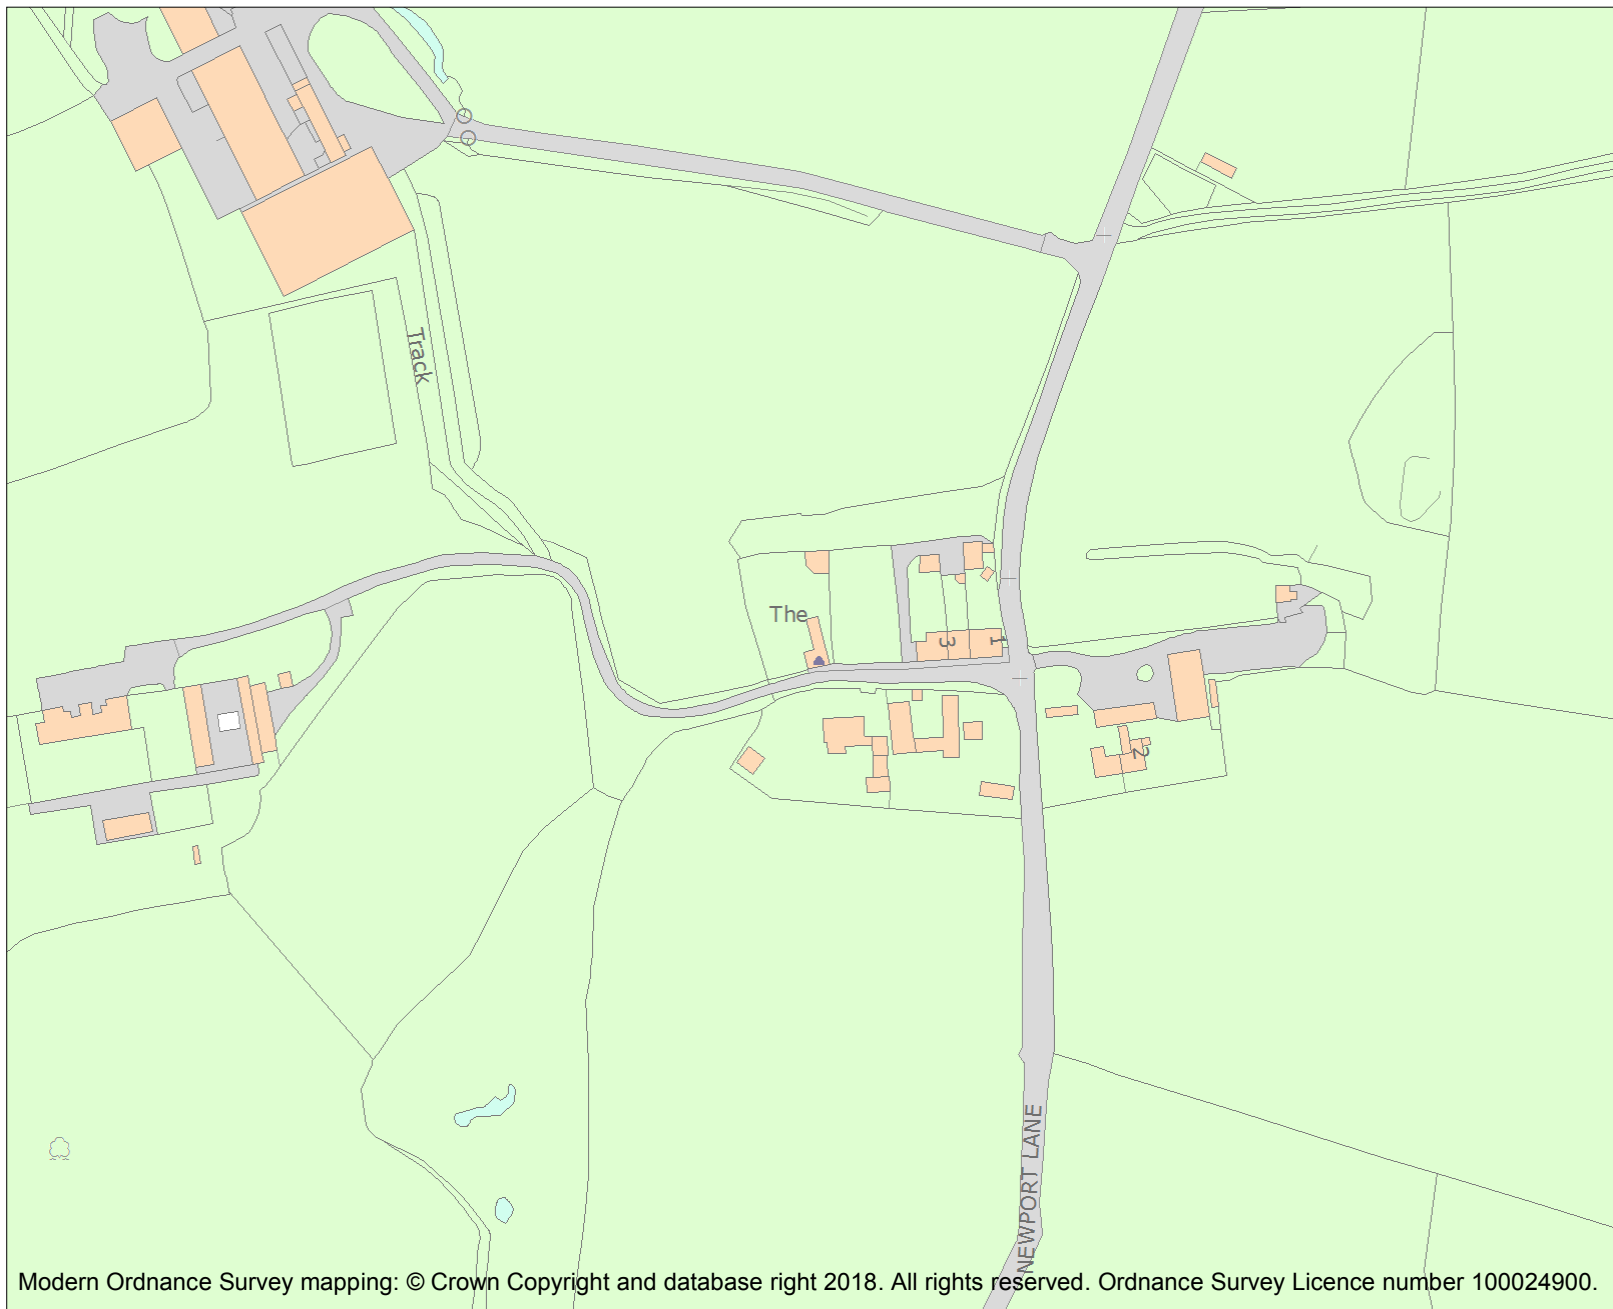 Track
The
3
1
2
NEWPORT LANE
Modern Ordnance Survey mapping: © Crown Copyright and database right 2018. All rights reserved. Ordnance Survey Licence number 100024900.